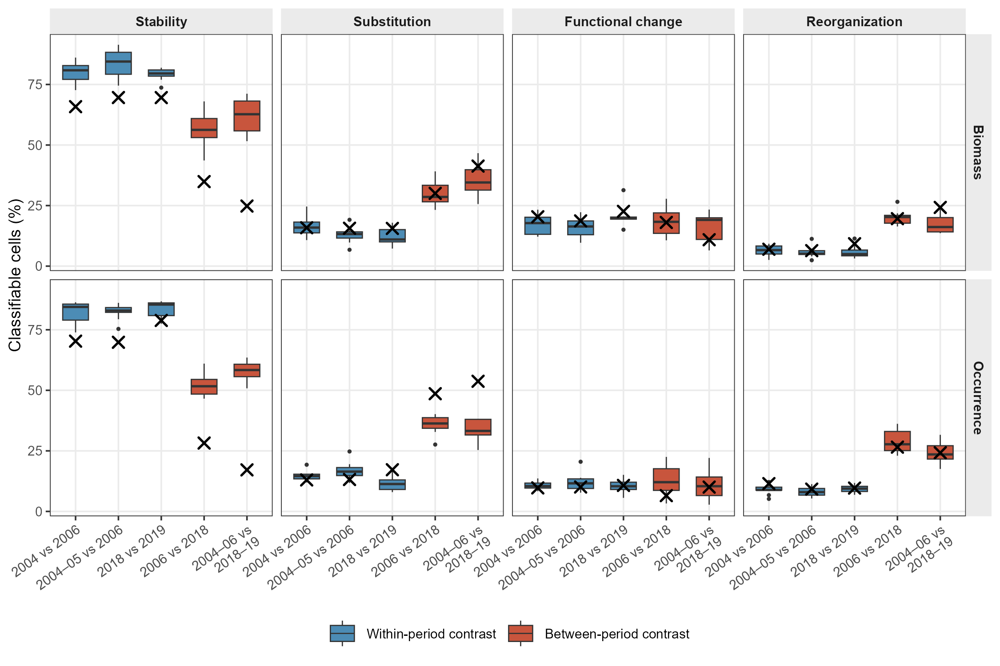 Stability
Substitution
Functional change
Reorganization
Classifiable cells (%)
75
50
25
0
Biomass
75
50
25
0
Occurrence
2004 vs 2006
2004–05 vs 2006
2018 vs 2019
2006 vs 2018
2004–06 vs
2018–19
2004 vs 2006
2004–05 vs 2006
2018 vs 2019
2006 vs 2018
2004–06 vs
2018–19
2004 vs 2006
2004–05 vs 2006
2018 vs 2019
2006 vs 2018
2004–06 vs
2018–19
2004 vs 2006
2004–05 vs 2006
2018 vs 2019
2006 vs 2018
2004–06 vs
2018–19
Within-period contrast
Between-period contrast